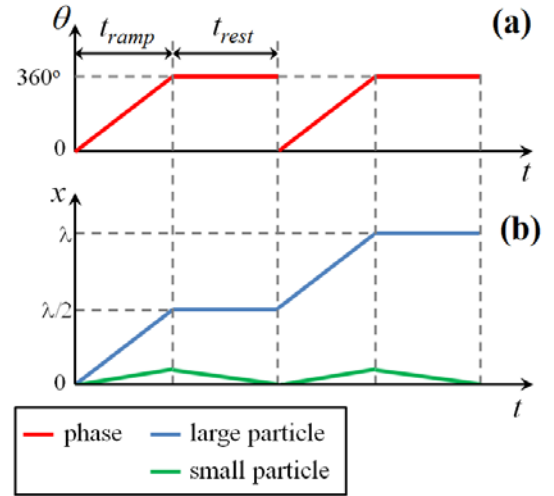 θ
t_ramp
t_rest
(a)
360°
0
t
x
(b)
λ
λ/2
0
t
phase
large particle
small particle